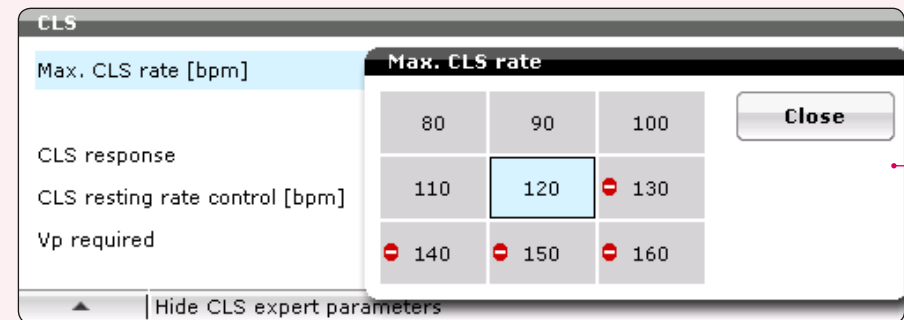 CLS
Max. CLS rate [bpm]
CLS response
CLS resting rate control [bpm]
Vp required
Hide CLS expert parameters
Max. CLS rate
80 90 100
110 120 130
140 150 160
Close